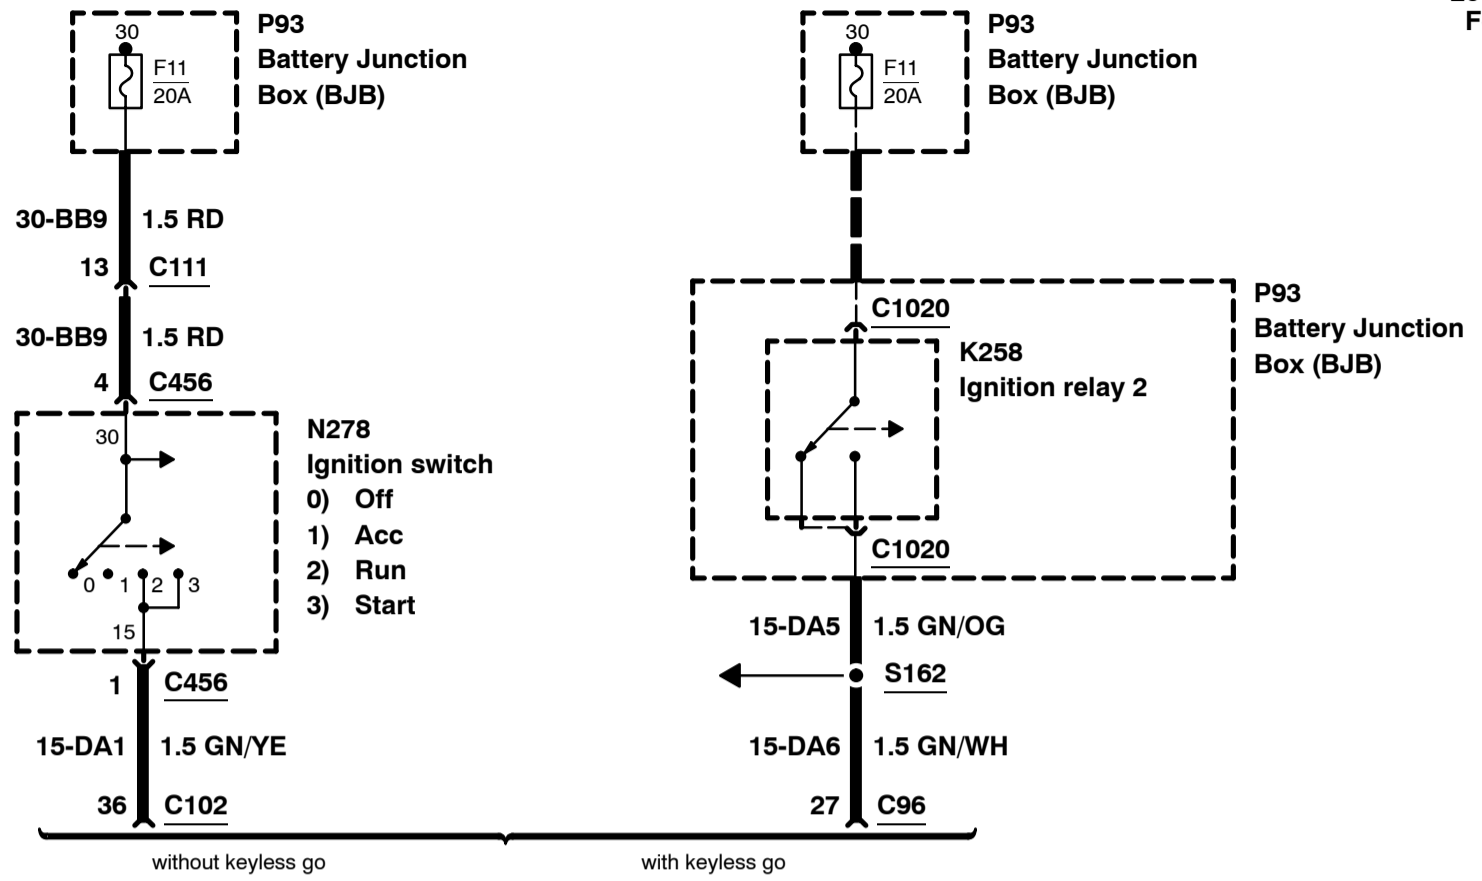 30
F11
20A
P93
Battery Junction
Box (BJB)
30-BB9 1.5 RD
13 C111
30-BB9 1.5 RD
4 C456
30
0 1 2 3
15
N278
Ignition switch
0) Off
1) Acc
2) Run
3) Start
1 C456
15-DA1 1.5 GN/YE
36 C102
without keyless go
30
F11
20A
P93
Battery Junction
Box (BJB)
C1020
K258
Ignition relay 2
C1020
P93
Battery Junction
Box (BJB)
15-DA5 1.5 GN/OG
S162
15-DA6 1.5 GN/WH
27 C96
with keyless go
F